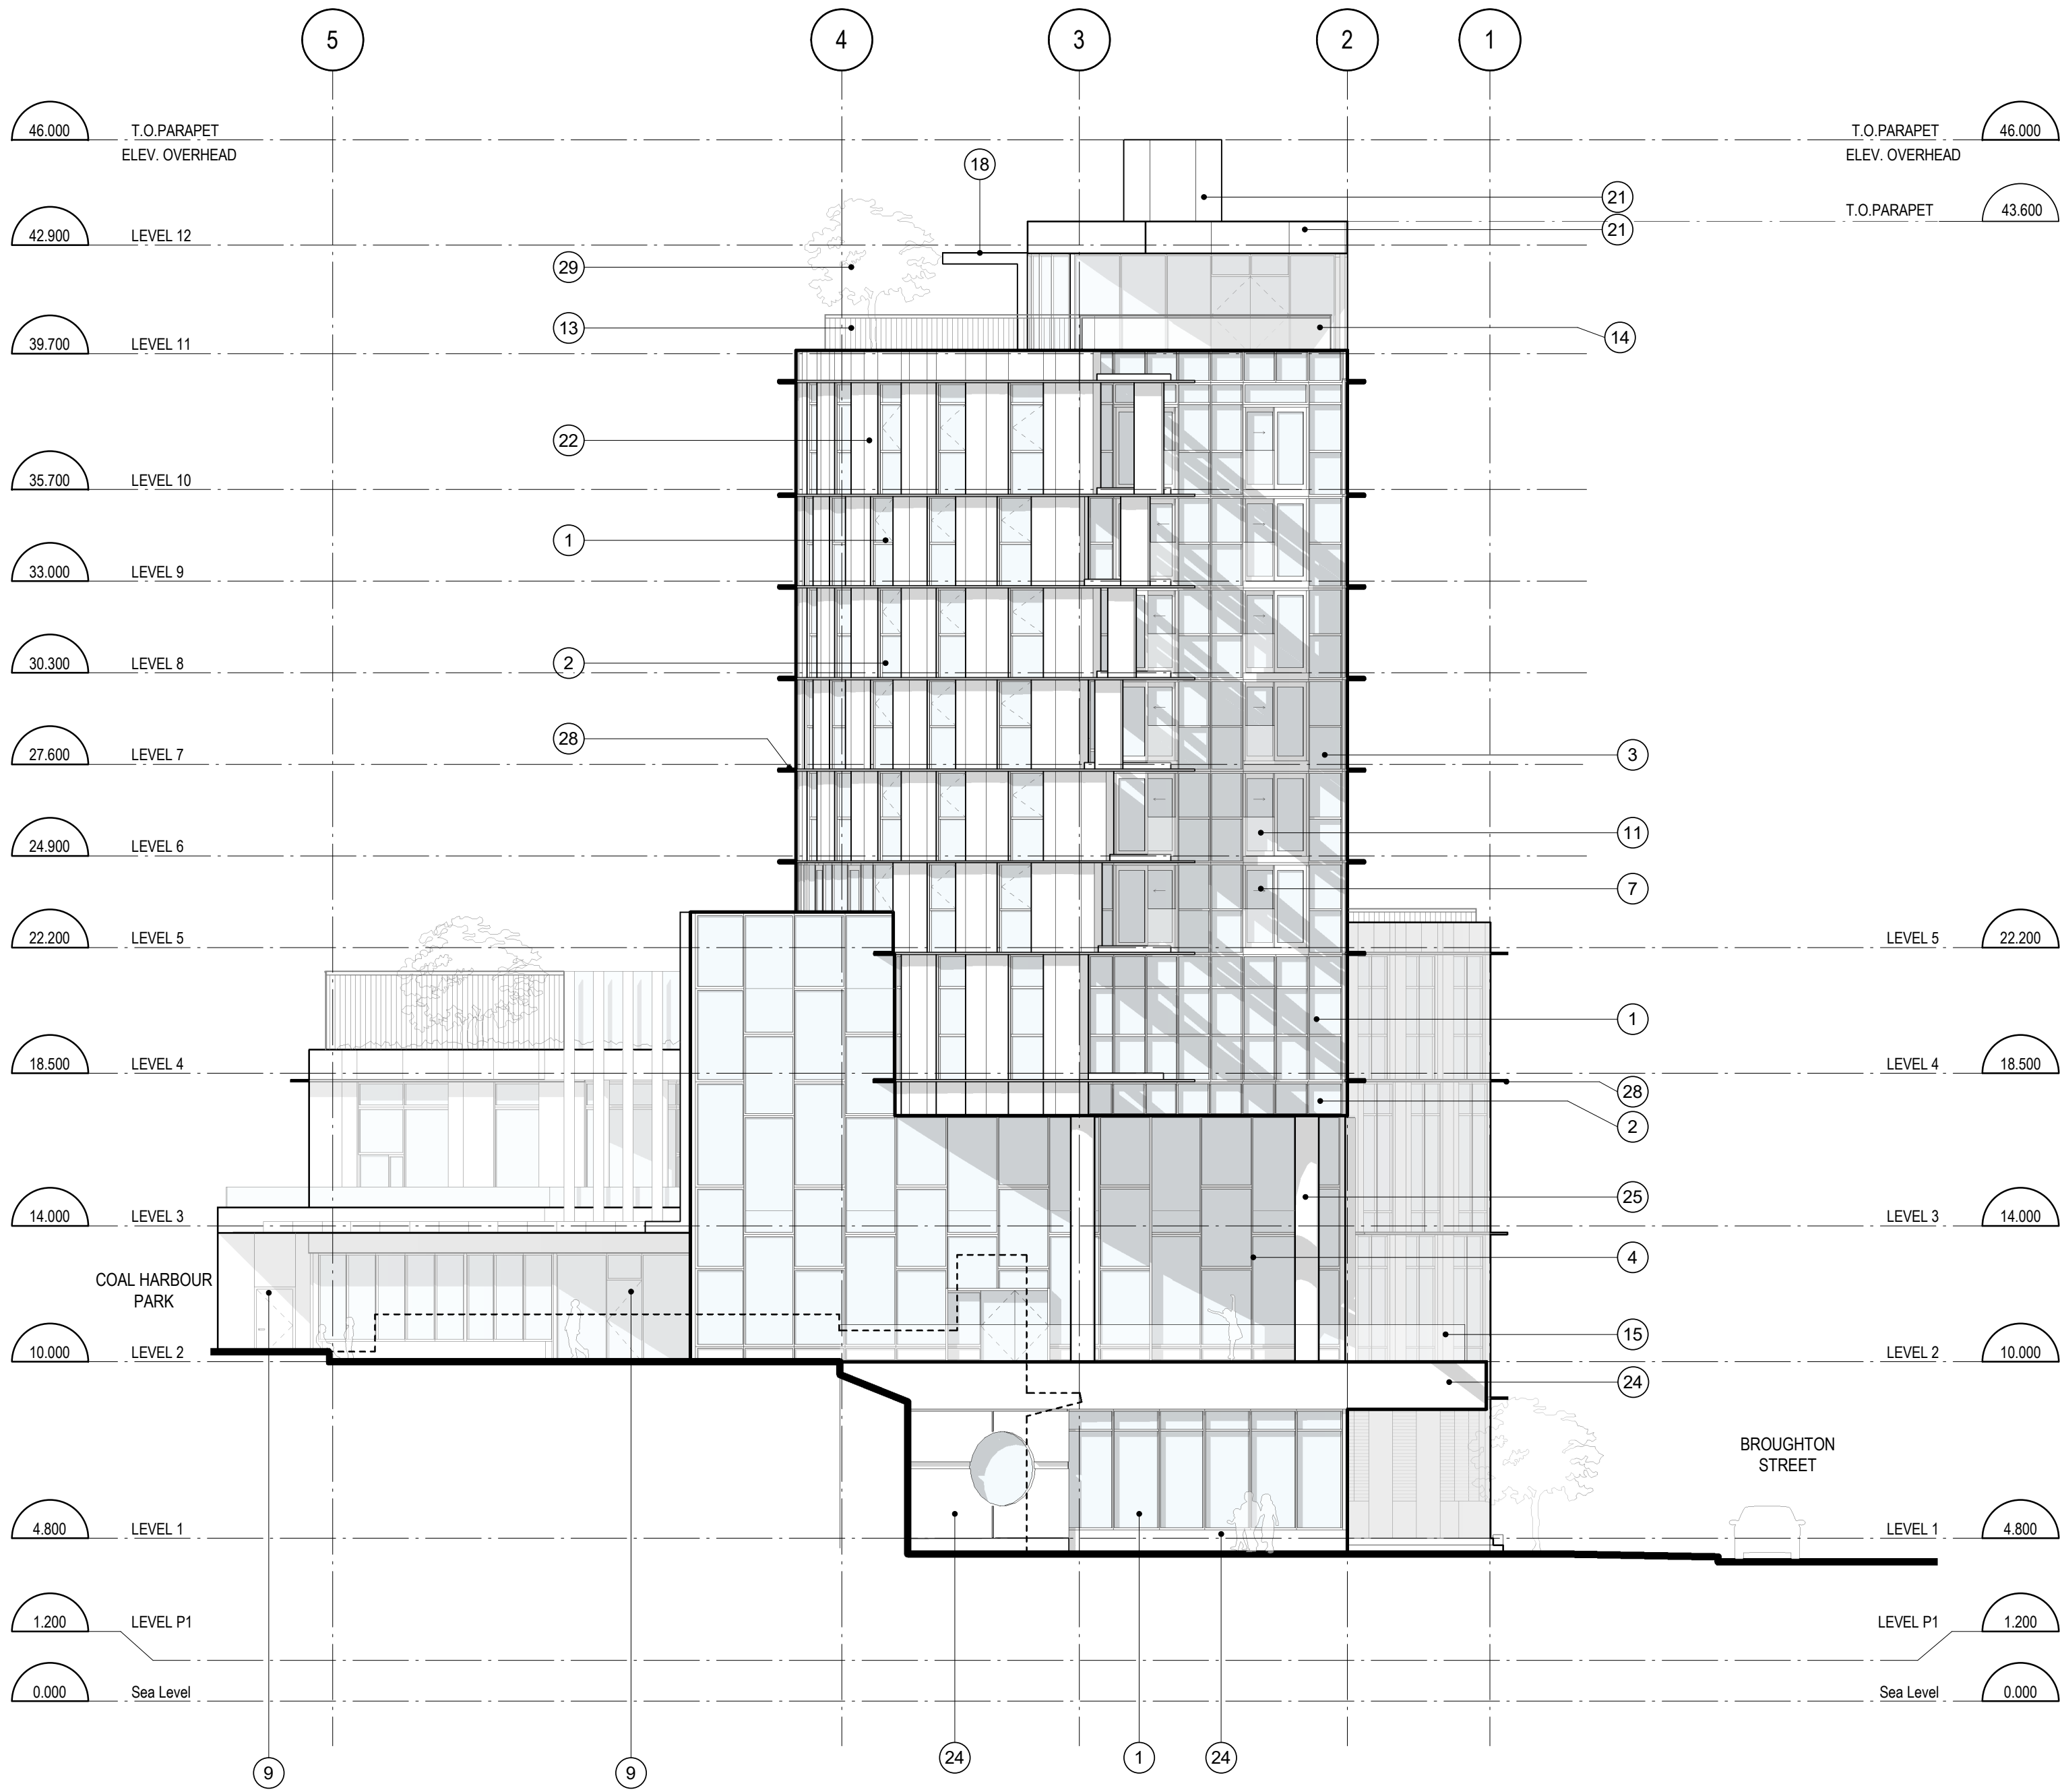 5
4
3
2
1
46.000 T.O.PARAPET
ELEV. OVERHEAD
T.O.PARAPET 46.000
ELEV. OVERHEAD
18
21
T.O.PARAPET 43.600
21
42.900 LEVEL 12
29
13
14
39.700 LEVEL 11
22
35.700 LEVEL 10
1
33.000 LEVEL 9
2
30.300 LEVEL 8
28
3
27.600 LEVEL 7
11
24.900 LEVEL 6
7
22.200 LEVEL 5
LEVEL 5 22.200
1
18.500 LEVEL 4
LEVEL 4 18.500
28
2
25
14.000 LEVEL 3
LEVEL 3 14.000
4
COAL HARBOUR
PARK
15
10.000 LEVEL 2
LEVEL 2 10.000
24
BROUGHTON
STREET
4.800 LEVEL 1
LEVEL 1 4.800
1.200 LEVEL P1
LEVEL P1 1.200
0.000 Sea Level
Sea Level 0.000
9
9
24
1
24